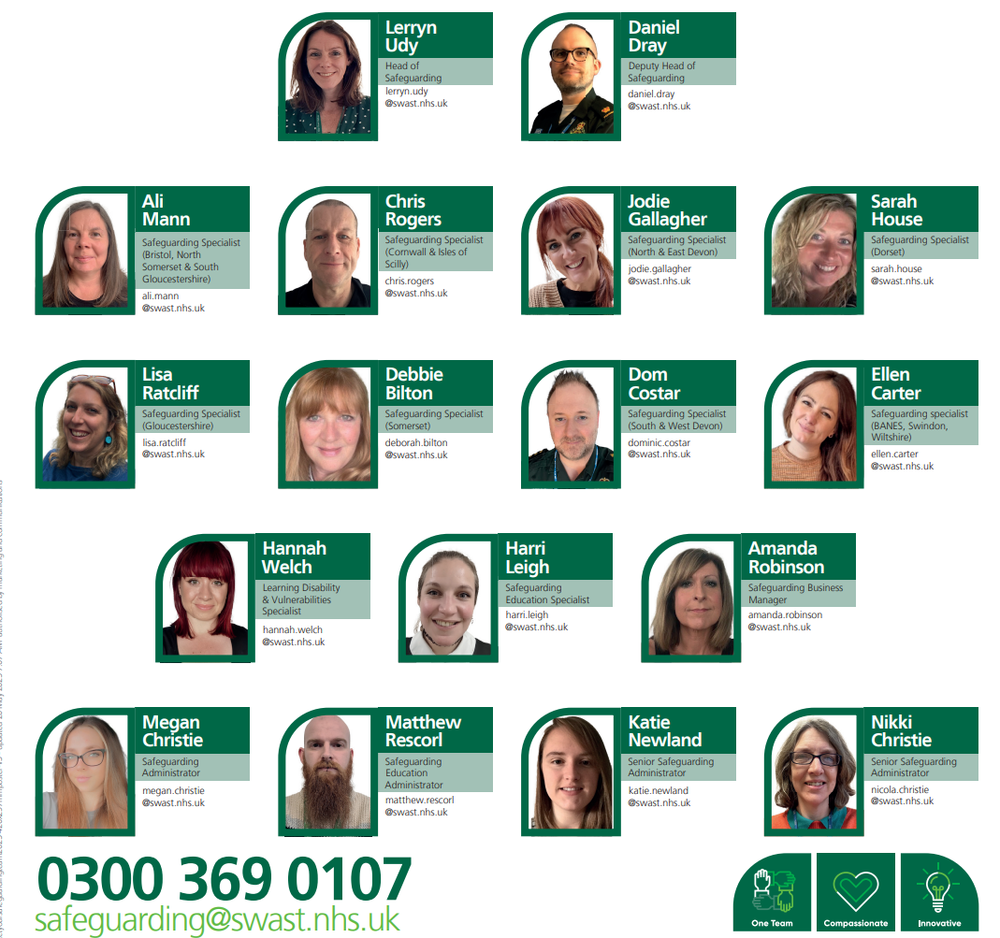 Lerryn
Udy
Head of
Safeguarding
lerryn.udy
@swast.nhs.uk
Daniel
Dray
Deputy Head of
Safeguarding
daniel.dray
@swast.nhs.uk
Ali
Mann
Safeguarding Specialist
(Bristol, North
Somerset & South
Gloucestershire)
ali.mann
@swast.nhs.uk
Chris
Rogers
Safeguarding Specialist
(Cornwall & Isles of
Scilly)
chris.rogers
@swast.nhs.uk
Jodie
Gallagher
Safeguarding Specialist
(North & East Devon)
jodie.gallagher
@swast.nhs.uk
Sarah
House
Safeguarding Specialist
(Dorset)
sarah.house
@swast.nhs.uk
Lisa
Ratcliff
Safeguarding Specialist
(Gloucestershire)
lisa.ratcliff
@swast.nhs.uk
Debbie
Bilton
Safeguarding Specialist
(Somerset)
deborah.bilton
@swast.nhs.uk
Dom
Costar
Safeguarding Specialist
(South & West Devon)
dominic.costar
@swast.nhs.uk
Ellen
Carter
Safeguarding specialist
(BANES, Swindon,
Wiltshire)
ellen.carter
@swast.nhs.uk
Hannah
Welch
Learning Disability
& Vulnerabilities
Specialist
hannah.welch
@swast.nhs.uk
Harri
Leigh
Safeguarding
Education Specialist
harri.leigh
@swast.nhs.uk
Amanda
Robinson
Safeguarding Business
Manager
amanda.robinson
@swast.nhs.uk
Megan
Christie
Safeguarding
Administrator
megan.christie
@swast.nhs.uk
Matthew
Rescorl
Safeguarding
Education
Administrator
matthew.rescorl
@swast.nhs.uk
Katie
Newland
Senior Safeguarding
Administrator
katie.newland
@swast.nhs.uk
Nikki
Christie
Senior Safeguarding
Administrator
nicola.christie
@swast.nhs.uk
0300 369 0107
safeguarding@swast.nhs.uk
One Team
Compassionate
Innovative